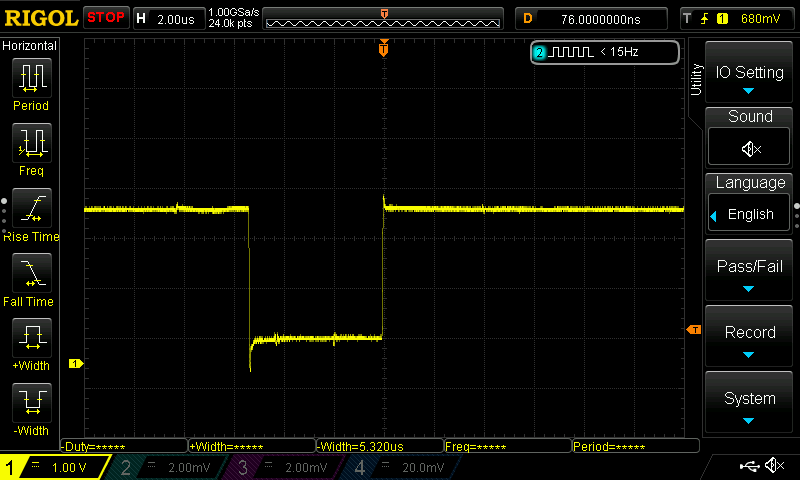 RIGOL STOP H 2.00us 1.00GSa/s 24.0k pts T D 76.0000000ns T 1 680mV
Horizontal
Period
Freq
Rise Time
Fall Time
+Width
-Width
T
2 < 15Hz
1
T
Utility
IO Setting
Sound
Language
English
Pass/Fail
Record
System
-Duty=***** +Width=***** -Width=5.320us Freq=***** Period=*****
1 1.00 V 2 2.00mV 3 2.00mV 4 20.0mV